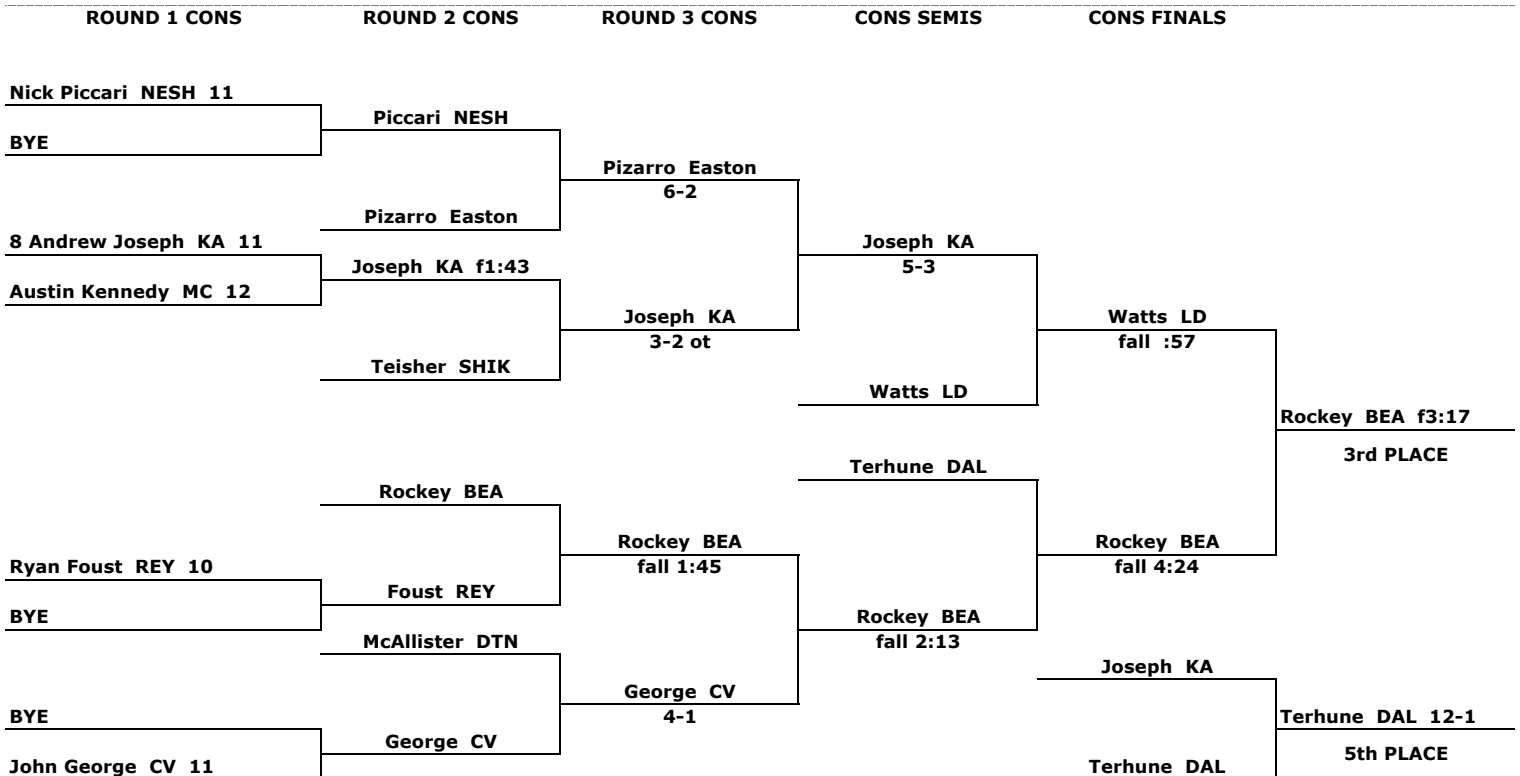 ROUND 1 CONS ROUND 2 CONS ROUND 3 CONS CONS SEMIS CONS FINALS
Nick Piccari NESH 11
Piccari NESH
BYE
Pizarro Easton
6-2
Pizarro Easton
8 Andrew Joseph KA 11
Joseph KA
5-3
Joseph KA f1:43
Austin Kennedy MC 12
Joseph KA
3-2 ot
Watts LD
fall :57
Teisher SHIK
Watts LD
Rockey BEA f3:17
3rd PLACE
Terhune DAL
Rockey BEA
Rockey BEA
fall 1:45
Rockey BEA
fall 4:24
Ryan Foust REY 10
Foust REY
BYE
Rockey BEA
fall 2:13
McAllister DTN
Joseph KA
George CV
4-1
BYE
Terhune DAL 12-1
5th PLACE
George CV
John George CV 11
Terhune DAL